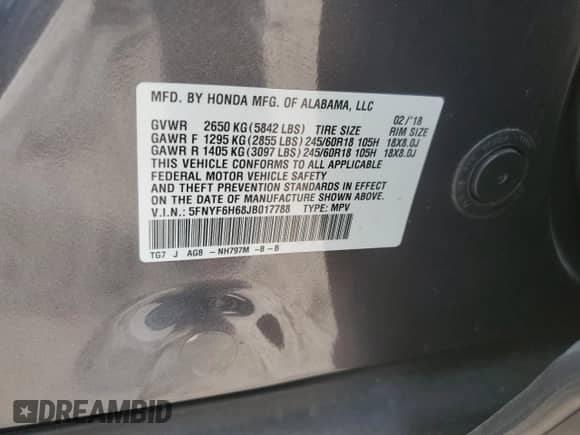 MFD. BY HONDA MFG. OF ALABAMA, LLC
02/'18
GVWR 2650 KG (5842 LBS) TIRE SIZE RIM SIZE
GAWR F 1295 KG (2855 LBS) 245/60R18 105H 18X8.0J
GAWR R 1405 KG (3097 LBS) 245/60R18 105H 18X8.0J
THIS VEHICLE CONFORMS TO ALL APPLICABLE
FEDERAL MOTOR VEHICLE SAFETY
AND THEFT PREVENTION STANDARDS IN EFFECT
ON THE DATE OF MANUFACTURE SHOWN ABOVE.
V.I.N.: 5FNYF6H68JB017788 TYPE: MPV
TG7 J AG8 - NH797M -B-B
DREAMBID